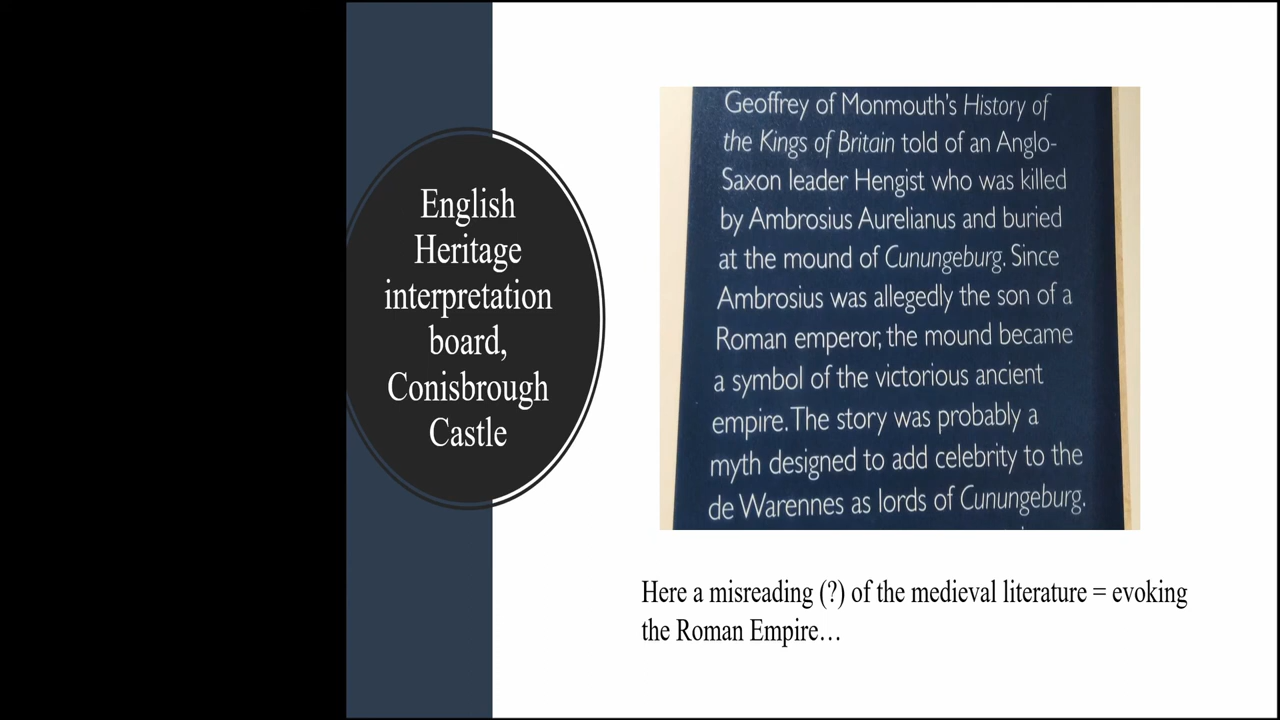 English
Heritage
interpretation
board,
Conisbrough
Castle
Geoffrey of Monmouth's History of
the Kings of Britain told of an Anglo-
Saxon leader Hengist who was killed
by Ambrosius Aurelianus and buried
at the mound of Cunungeburg. Since
Ambrosius was allegedly the son of a
Roman emperor, the mound became
a symbol of the victorious ancient
empire. The story was probably a
myth designed to add celebrity to the
de Warennes as lords of Cunungeburg.
Here a misreading (?) of the medieval literature = evoking
the Roman Empire…